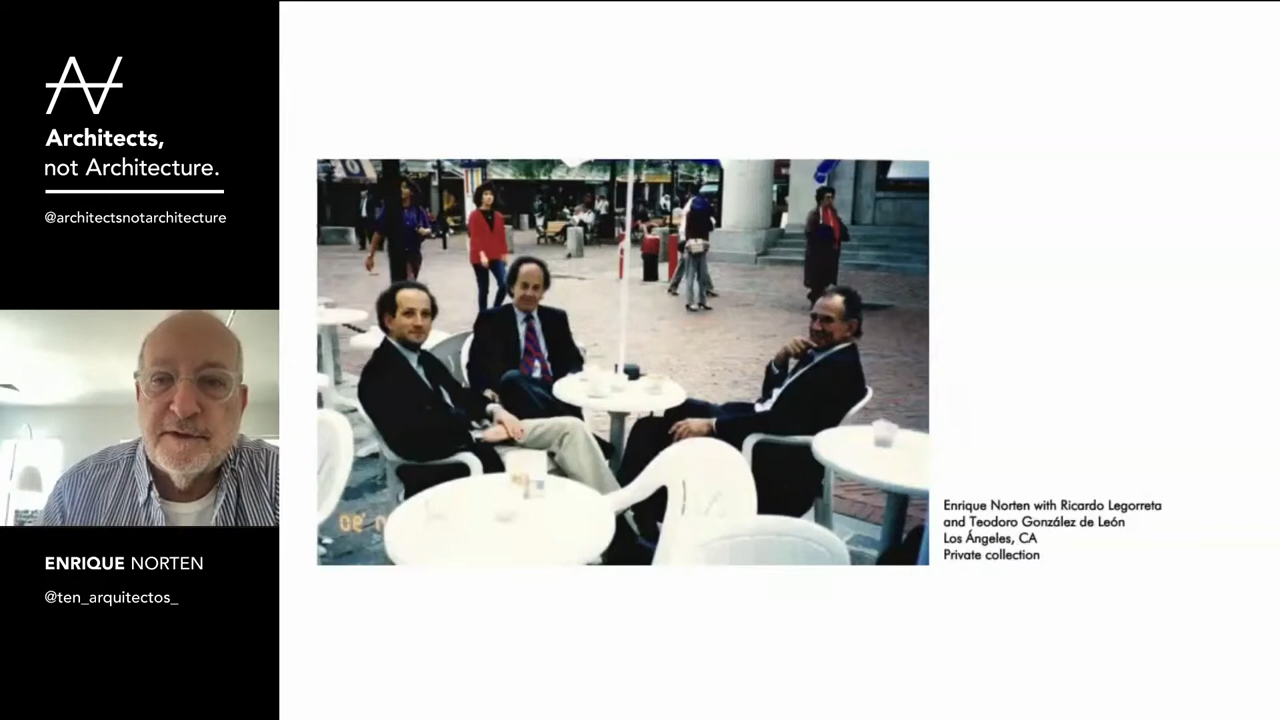 Architects,
not Architecture.
@architectsnotarchitecture
ENRIQUE NORTEN
@ten_arquitectos_
Enrique Norten with Ricardo Legorreta
and Teodoro González de León
Los Ángeles, CA
Private collection